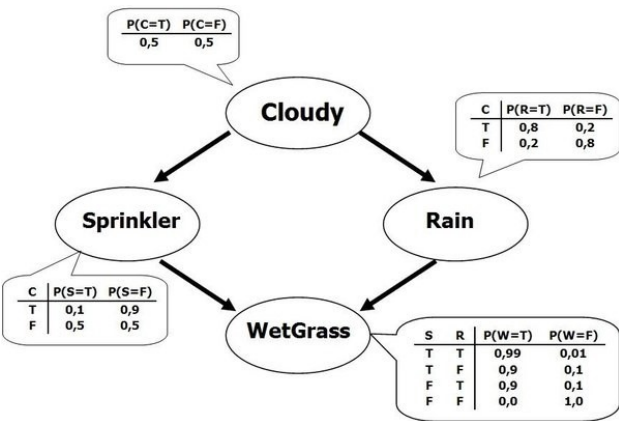 P(C=T) P(C=F)
0,5 0,5
Cloudy
C P(R=T) P(R=F)
T 0,8 0,2
F 0,2 0,8
Sprinkler
Rain
C P(S=T) P(S=F)
T 0,1 0,9
F 0,5 0,5
WetGrass
S R P(W=T) P(W=F)
T T 0,99 0,01
T F 0,9 0,1
F T 0,9 0,1
F F 0,0 1,0